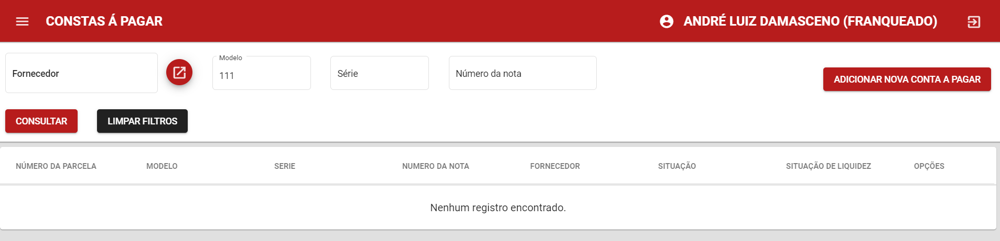 CONSTAS Á PAGAR
ANDRÉ LUIZ DAMASCENO (FRANQUEADO)
Fornecedor
Modelo
111
Série
Número da nota
ADICIONAR NOVA CONTA A PAGAR
CONSULTAR
LIMPAR FILTROS
NÚMERO DA PARCELA
MODELO
SERIE
NUMERO DA NOTA
FORNECEDOR
SITUAÇÃO
SITUAÇÃO DE LIQUIDEZ
OPÇÕES
Nenhum registro encontrado.